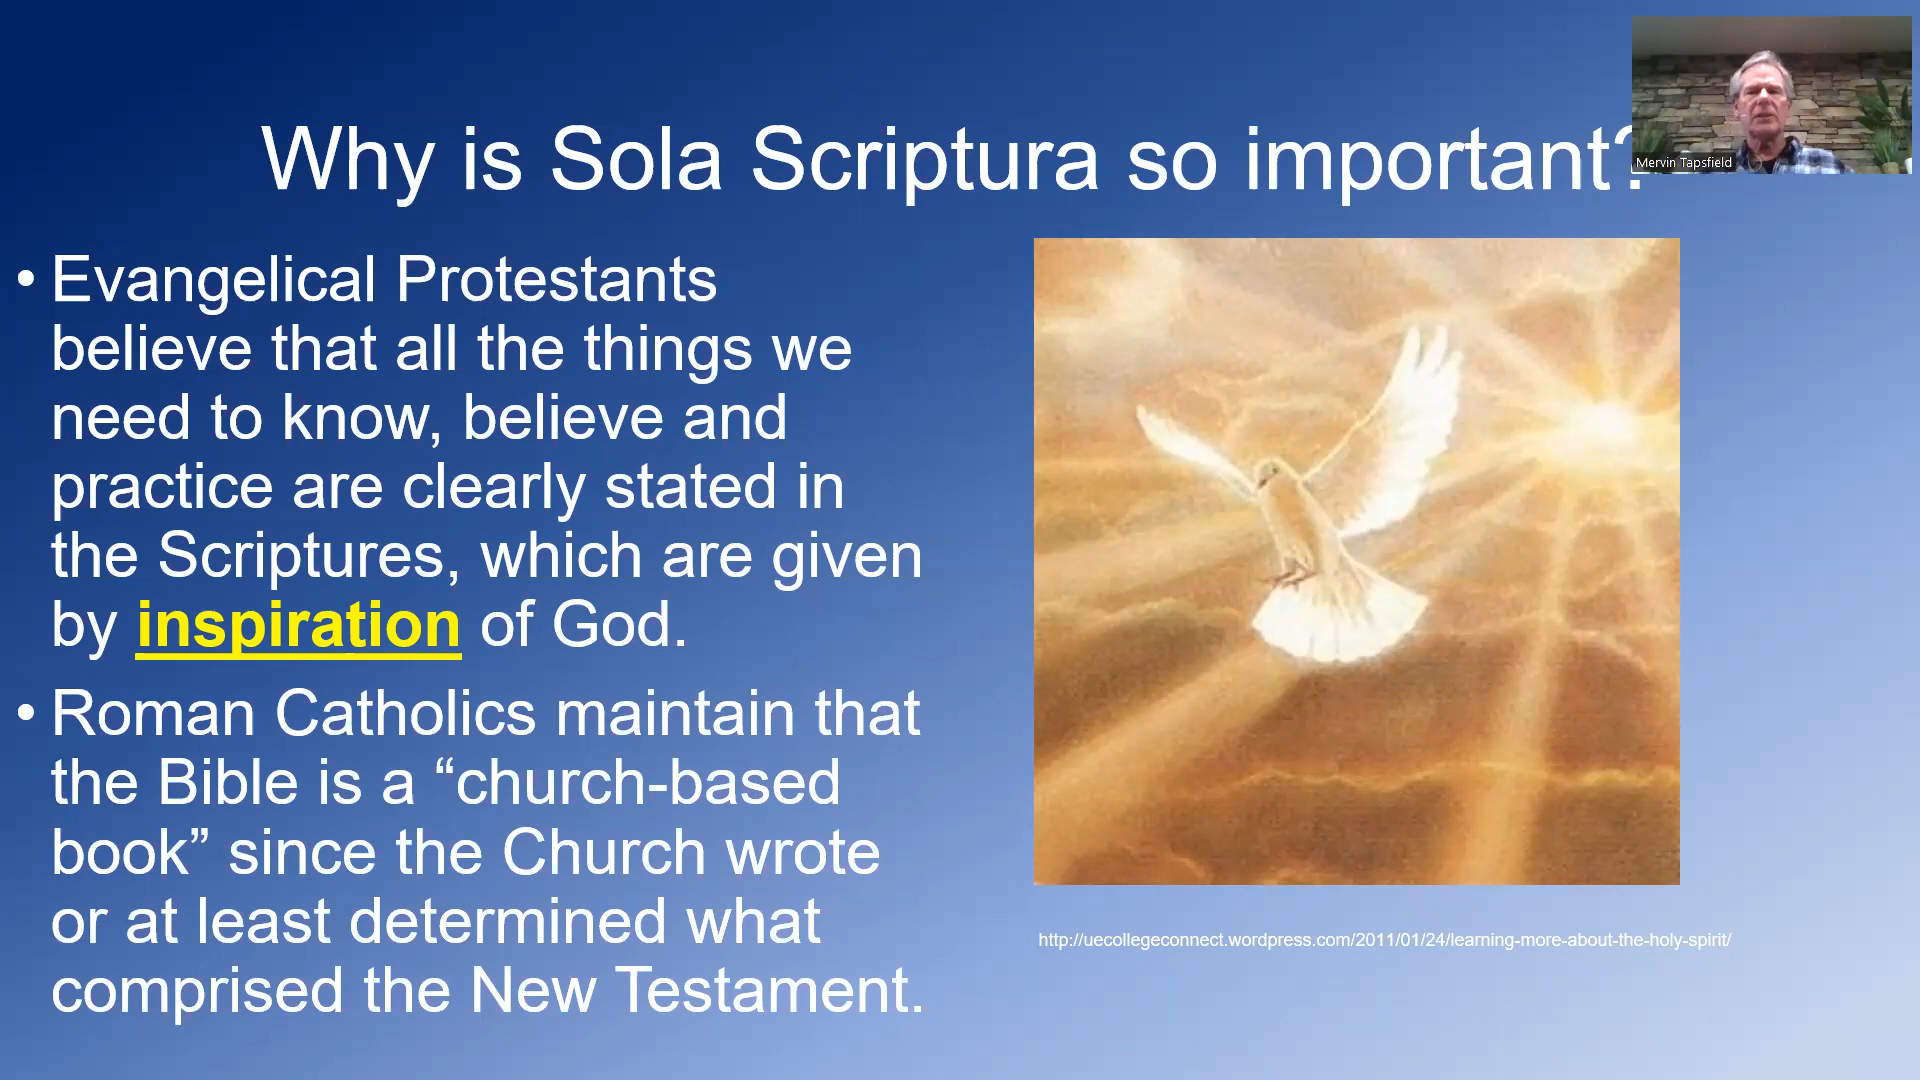 Why is Sola Scriptura so important?
Mervin Tapsfield
• Evangelical Protestants
believe that all the things we
need to know, believe and
practice are clearly stated in
the Scriptures, which are given
by inspiration of God.
• Roman Catholics maintain that
the Bible is a “church-based
book” since the Church wrote
or at least determined what
comprised the New Testament.
http://uecollegeconnect.wordpress.com/2011/01/24/learning-more-about-the-holy-spirit/